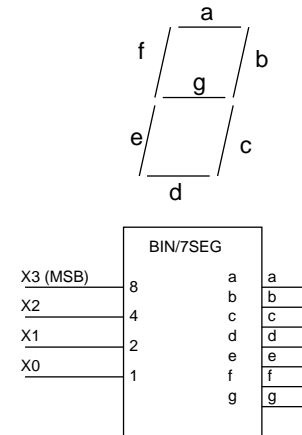 a
f b
g
e c
d
BIN/7SEG
X3 (MSB) 8 a a
X2 4 b b
c c
X1 2 d d
e e
X0 1 f f
g g